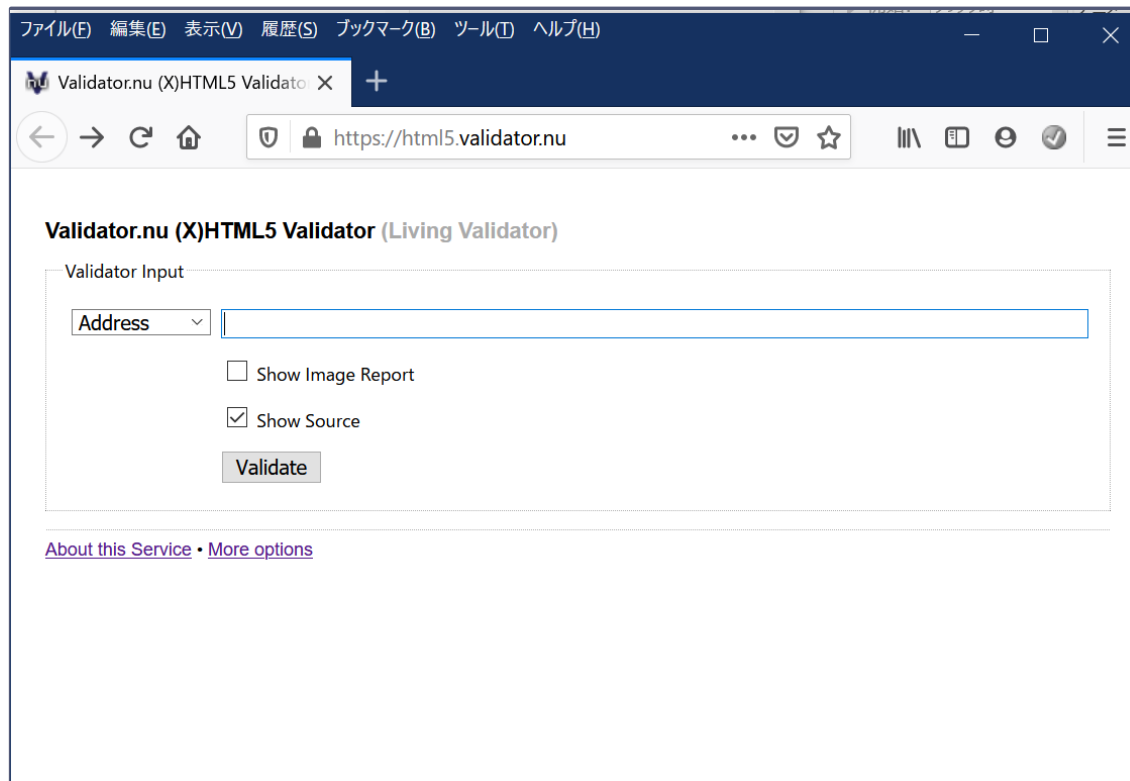 ファイル(F) 編集(E) 表示(V) 履歴(S) ブックマーク(B) ツール(T) ヘルプ(H)
Validator.nu (X)HTML5 Validato
https://html5.validator.nu
Validator.nu (X)HTML5 Validator (Living Validator)
Validator Input
Address
Show Image Report
Show Source
Validate
About this Service • More options